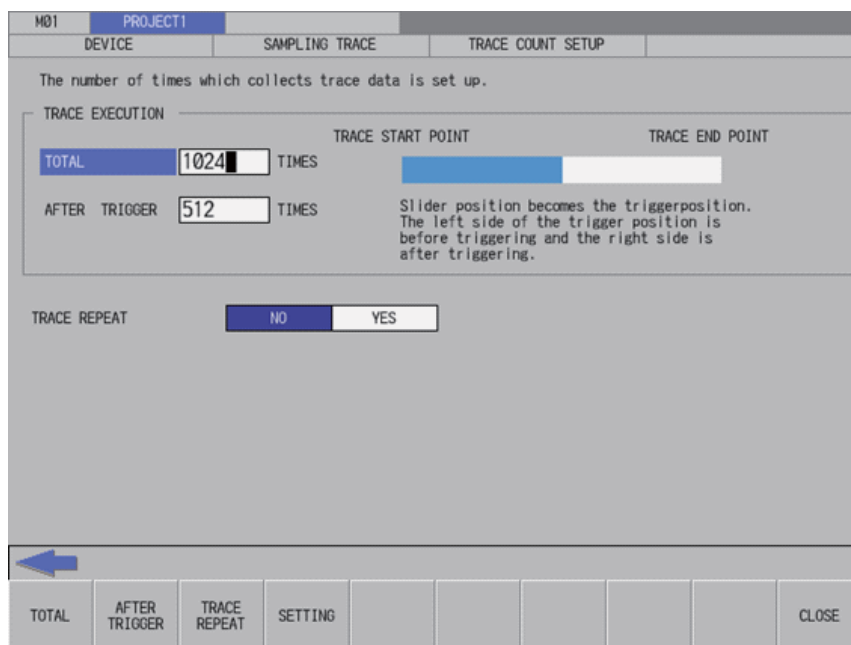 MØ1 PROJECT1
DEVICE SAMPLING TRACE TRACE COUNT SETUP
The number of times which collects trace data is set up.
TRACE EXECUTION
TRACE START POINT TRACE END POINT
TOTAL 1024 TIMES
AFTER TRIGGER 512 TIMES
Slider position becomes the triggerposition.
The left side of the trigger position is
before triggering and the right side is
after triggering.
TRACE REPEAT NO YES
TOTAL AFTER TRIGGER TRACE REPEAT SETTING CLOSE